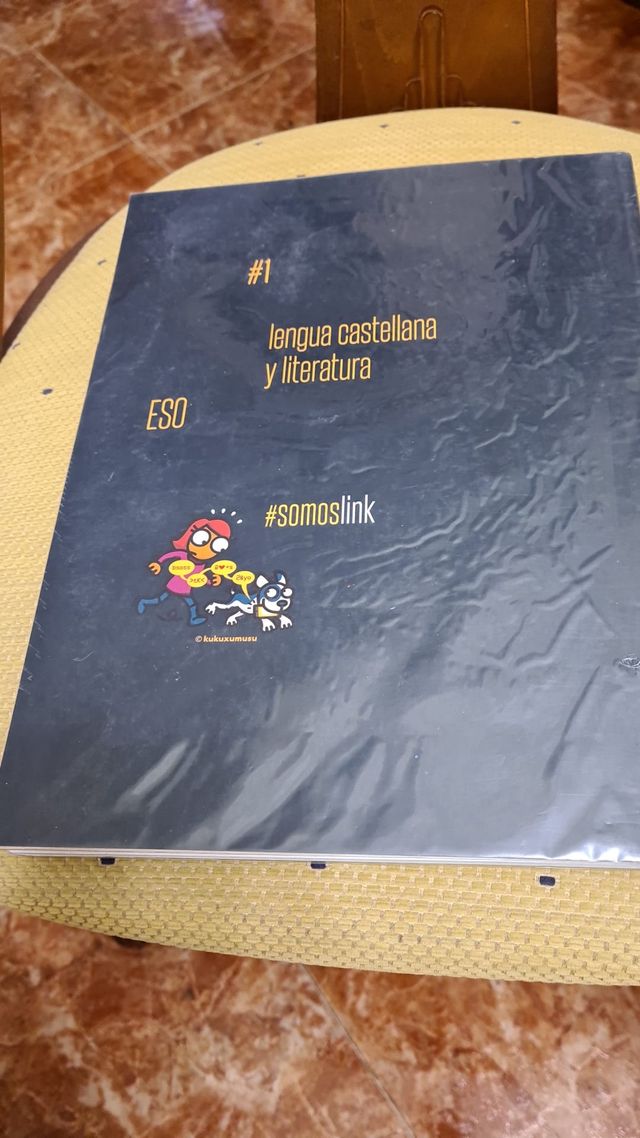 #1
lengua castellana
y literatura
ESO
#somoslink
© kukuxumusu